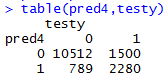 > table(pred4,testy)
testy
pred4 0 1
0 10512 1500
1 789 2280